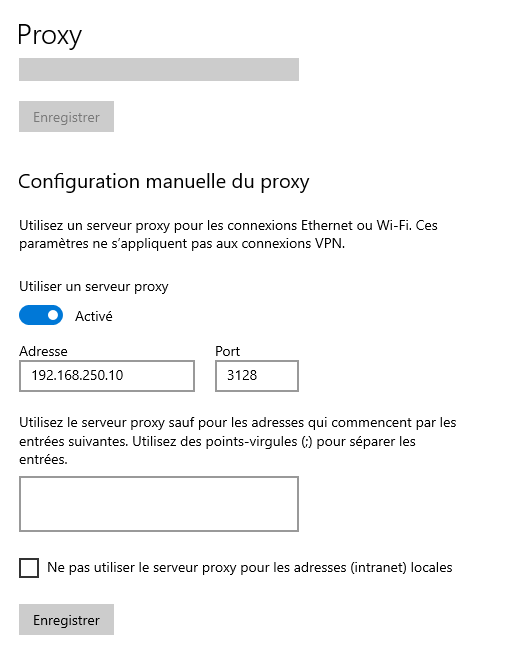 Proxy
Enregistrer
Configuration manuelle du proxy
Utilisez un serveur proxy pour les connexions Ethernet ou Wi-Fi. Ces
paramètres ne s'appliquent pas aux connexions VPN.
Utiliser un serveur proxy
Activé
Adresse Port
192.168.250.10 3128
Utilisez le serveur proxy sauf pour les adresses qui commencent par les
entrées suivantes. Utilisez des points-virgules (;) pour séparer les
entrées.
Ne pas utiliser le serveur proxy pour les adresses (intranet) locales
Enregistrer